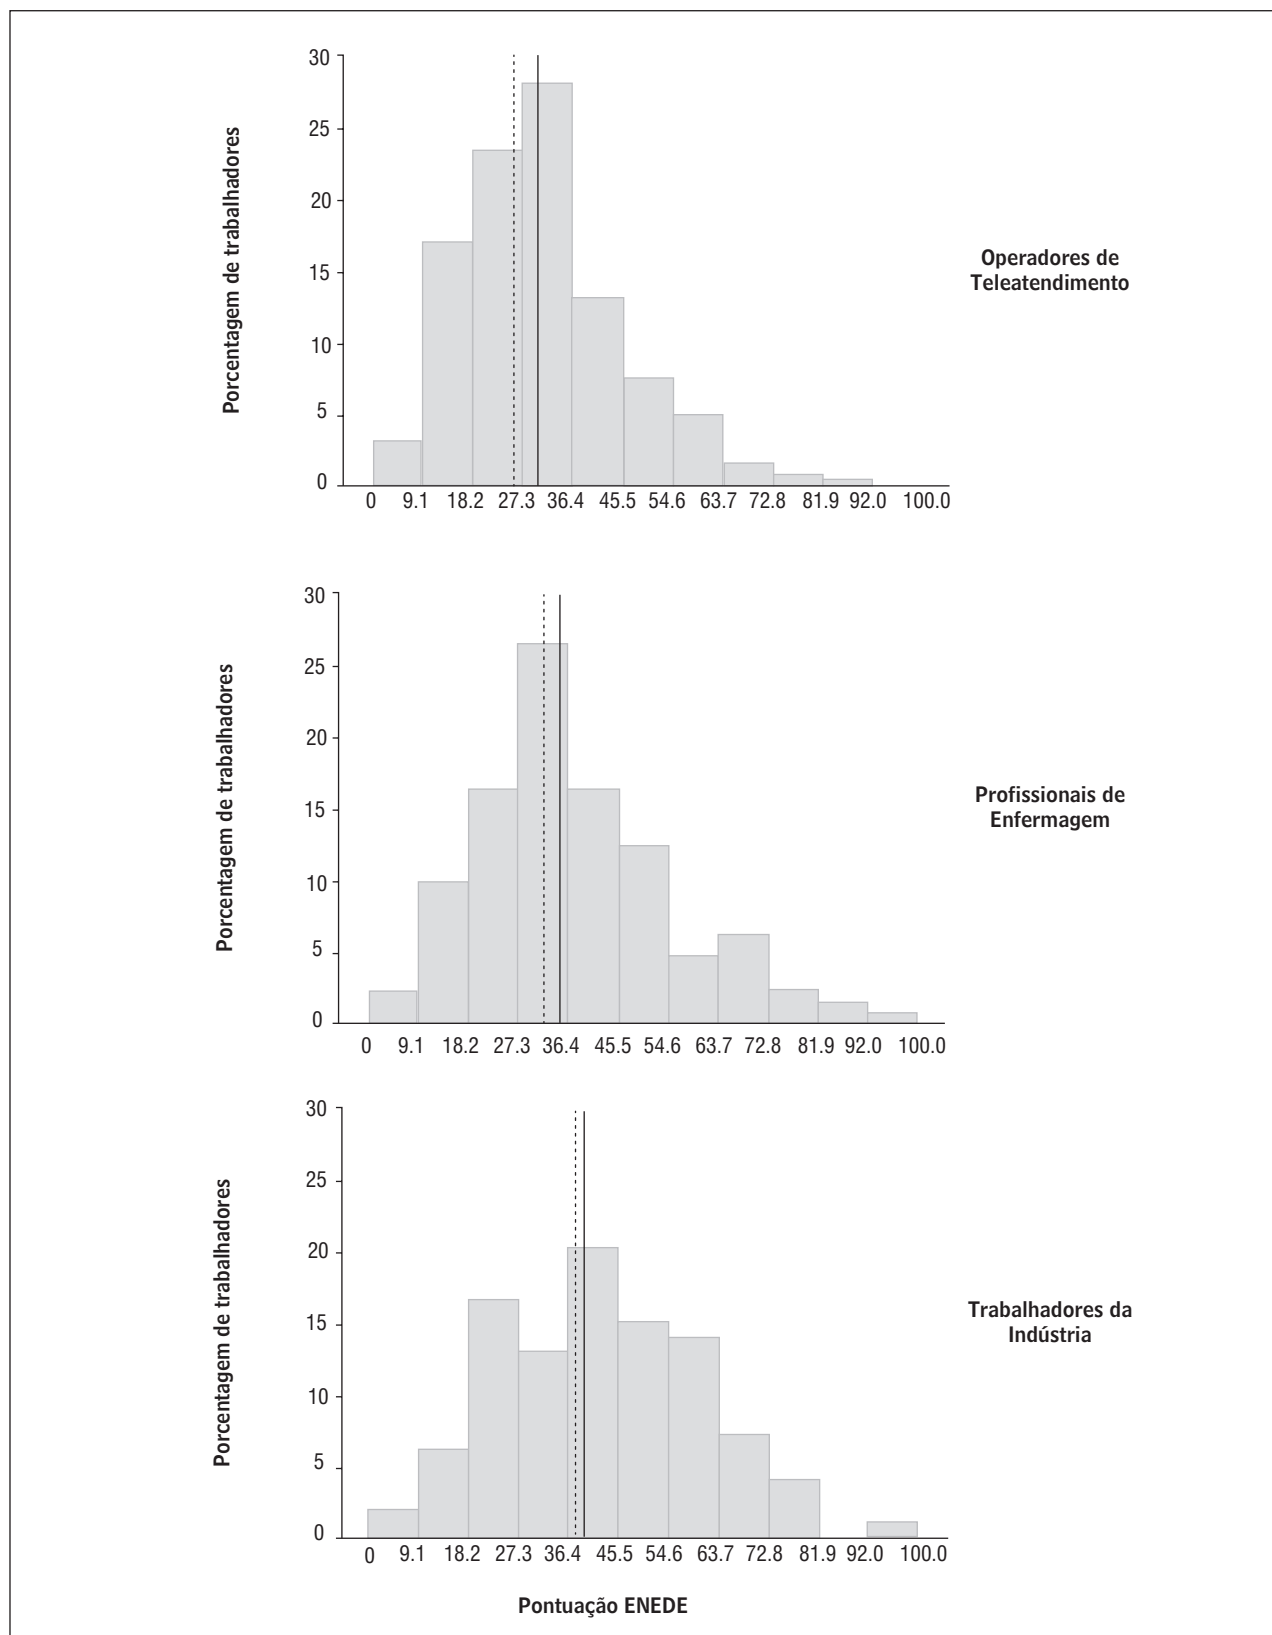 30
25
20
15
10
5
0
Porcentagem de trabalhadores
0 9.1 18.2 27.3 36.4 45.5 54.6 63.7 72.8 81.9 92.0 100.0
Operadores de
Teleatendimento
30
25
20
15
10
5
0
Porcentagem de trabalhadores
0 9.1 18.2 27.3 36.4 45.5 54.6 63.7 72.8 81.9 92.0 100.0
Profissionais de
Enfermagem
30
25
20
15
10
5
0
Porcentagem de trabalhadores
0 9.1 18.2 27.3 36.4 45.5 54.6 63.7 72.8 81.9 92.0 100.0
Trabalhadores da
Indústria
Pontuação ENEDE